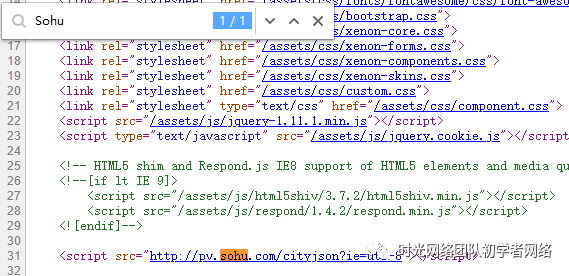 Sohu 1 / 1
/bootstrap.css">
<link rel="stylesheet" href="/assets/css/xenon-core.css">
17 <link rel="stylesheet" href="/assets/css/xenon-forms.css">
18 <link rel="stylesheet" href="/assets/css/xenon-components.css">
19 <link rel="stylesheet" href="/assets/css/xenon-skins.css">
20 <link rel="stylesheet" href="/assets/css/custom.css">
21 <link rel="stylesheet" type="text/css" href="/assets/css/component.css">
22 <script src="/assets/js/jquery-1.11.1.min.js"></script>
23 <script type="text/javascript" src="/assets/js/jquery.cookie.js"></script>
24
25 <!-- HTML5 shim and Respond.js IE8 support of HTML5 elements and media qu
26 <!--[if lt IE 9]>
27 <script src="/assets/js/html5shiv/3.7.2/html5shiv.min.js"></script>
28 <script src="/assets/js/respond/1.4.2/respond.min.js"></script>
29 <![endif]-->
30
31 <script src="http://pv.sohu.com/cityjson?ie=utf-8"></script>
时光网络团队初学者网络